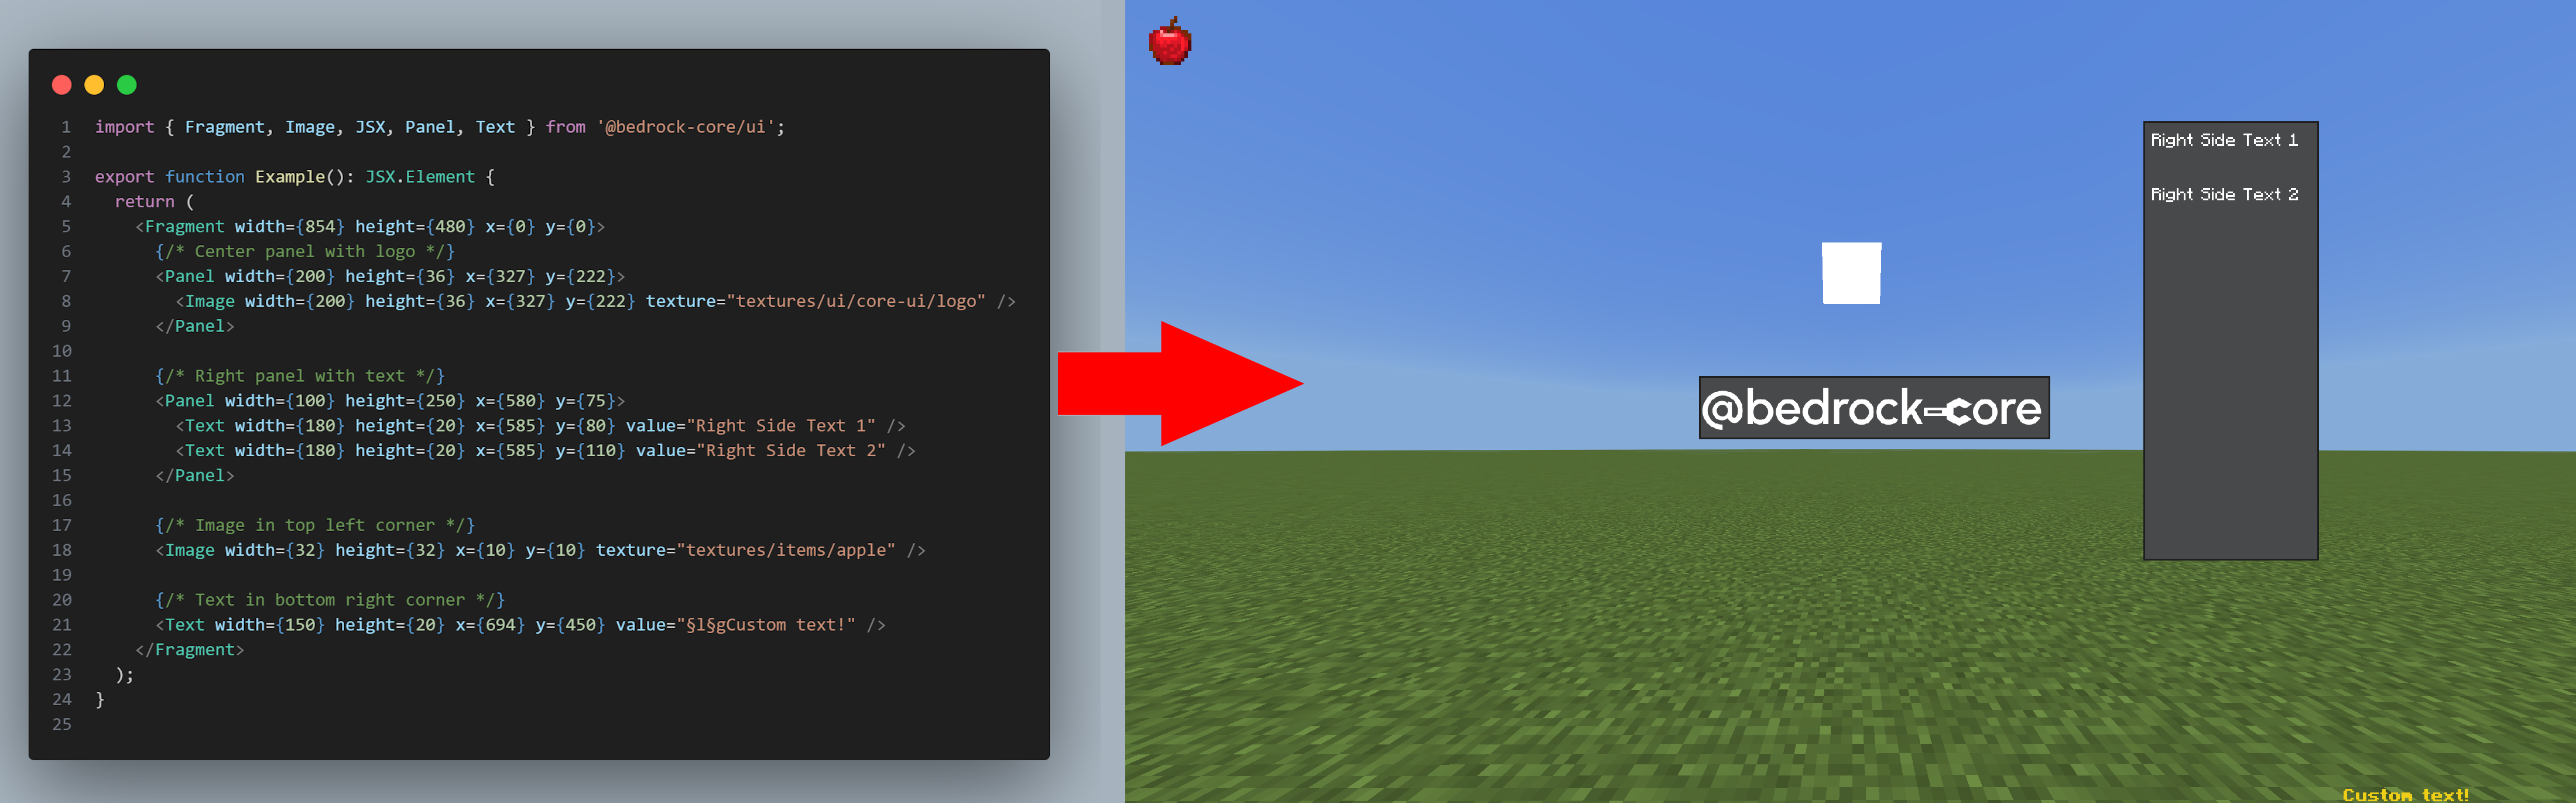 1 import { Fragment, Image, JSX, Panel, Text } from '@bedrock-core/ui';
2
3 export function Example(): JSX.Element {
4   return (
5     <Fragment width={854} height={480} x={0} y={0}>
6       {/* Center panel with logo */}
7       <Panel width={200} height={36} x={327} y={222}>
8         <Image width={200} height={36} x={327} y={222} texture="textures/ui/core-ui/logo" />
9       </Panel>
10
11       {/* Right panel with text */}
12       <Panel width={100} height={250} x={580} y={75}>
13         <Text width={180} height={20} x={585} y={80} value="Right Side Text 1" />
14         <Text width={180} height={20} x={585} y={110} value="Right Side Text 2" />
15       </Panel>
16
17       {/* Image in top left corner */}
18       <Image width={32} height={32} x={10} y={10} texture="textures/items/apple" />
19
20       {/* Text in bottom right corner */}
21       <Text width={150} height={20} x={694} y={450} value="§l§gCustom text!" />
22     </Fragment>
23   );
24 }
25
Right Side Text 1
Right Side Text 2
@bedrock-core
Custom text!